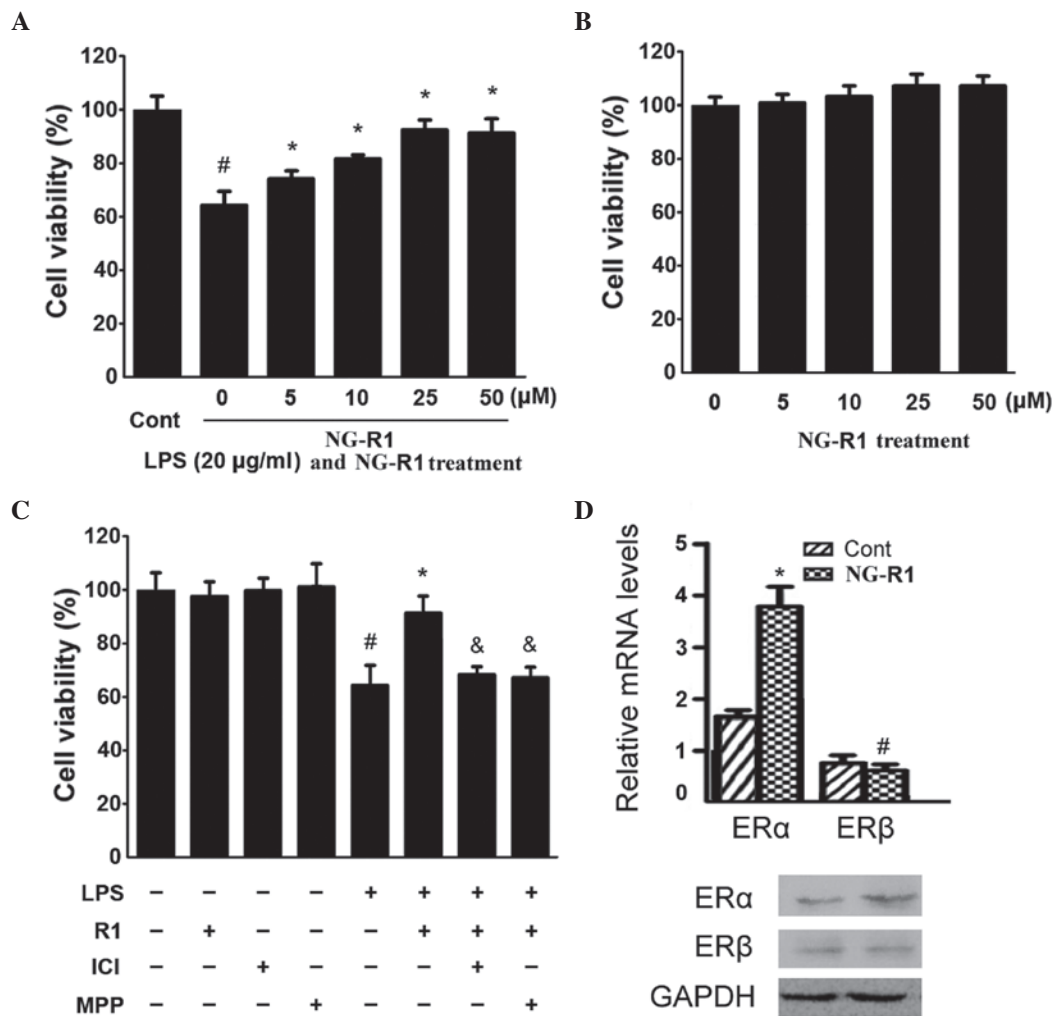 A
Cell viability (%)
120
100
80
60
40
20
0
#
*
*
*
*
Cont
0 5 10 25 50 (µM)
NG-R1
LPS (20 µg/ml) and NG-R1 treatment
B
Cell viability (%)
120
100
80
60
40
20
0
0 5 10 25 50 (µM)
NG-R1 treatment
C
Cell viability (%)
120
100
80
60
40
20
0
#
*
&
&
LPS – – – – + + + +
R1 – + – – – + + +
ICI – – + – – – + –
MPP – – – + – – – +
D
Relative mRNA levels
5
4
3
2
1
0
Cont
NG-R1
*
#
ERα ERβ
ERα
ERβ
GAPDH